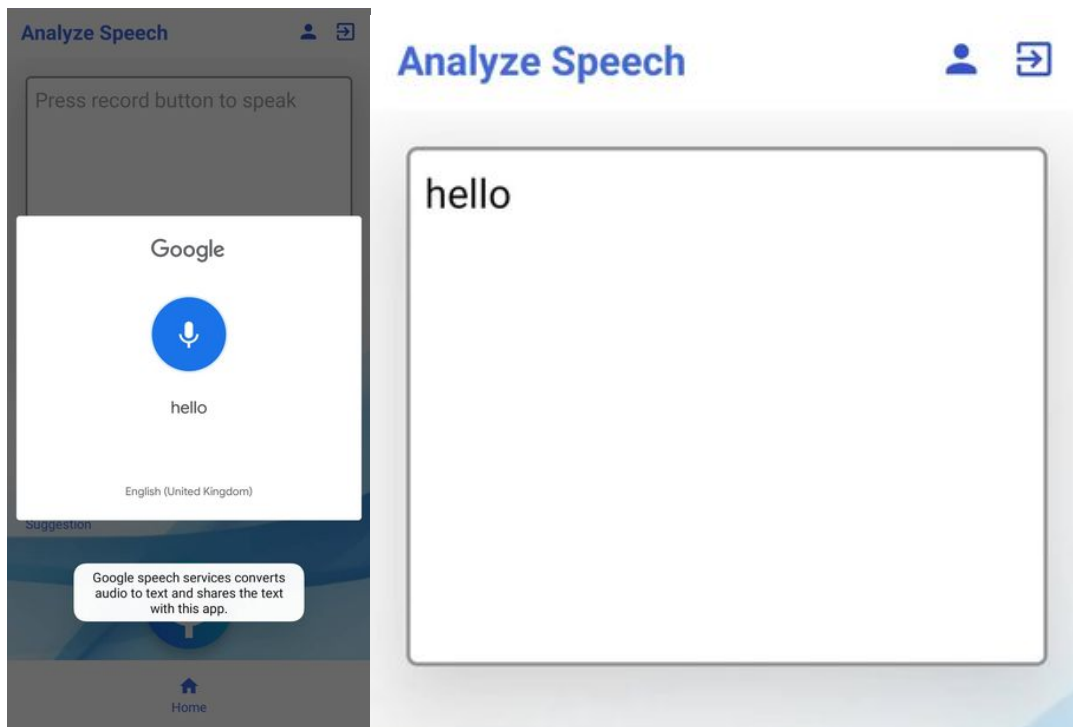 Analyze Speech
Press record button to speak
Google
hello
English (United Kingdom)
Suggestion
Google speech services converts
audio to text and shares the text
with this app.
Home
Analyze Speech
hello